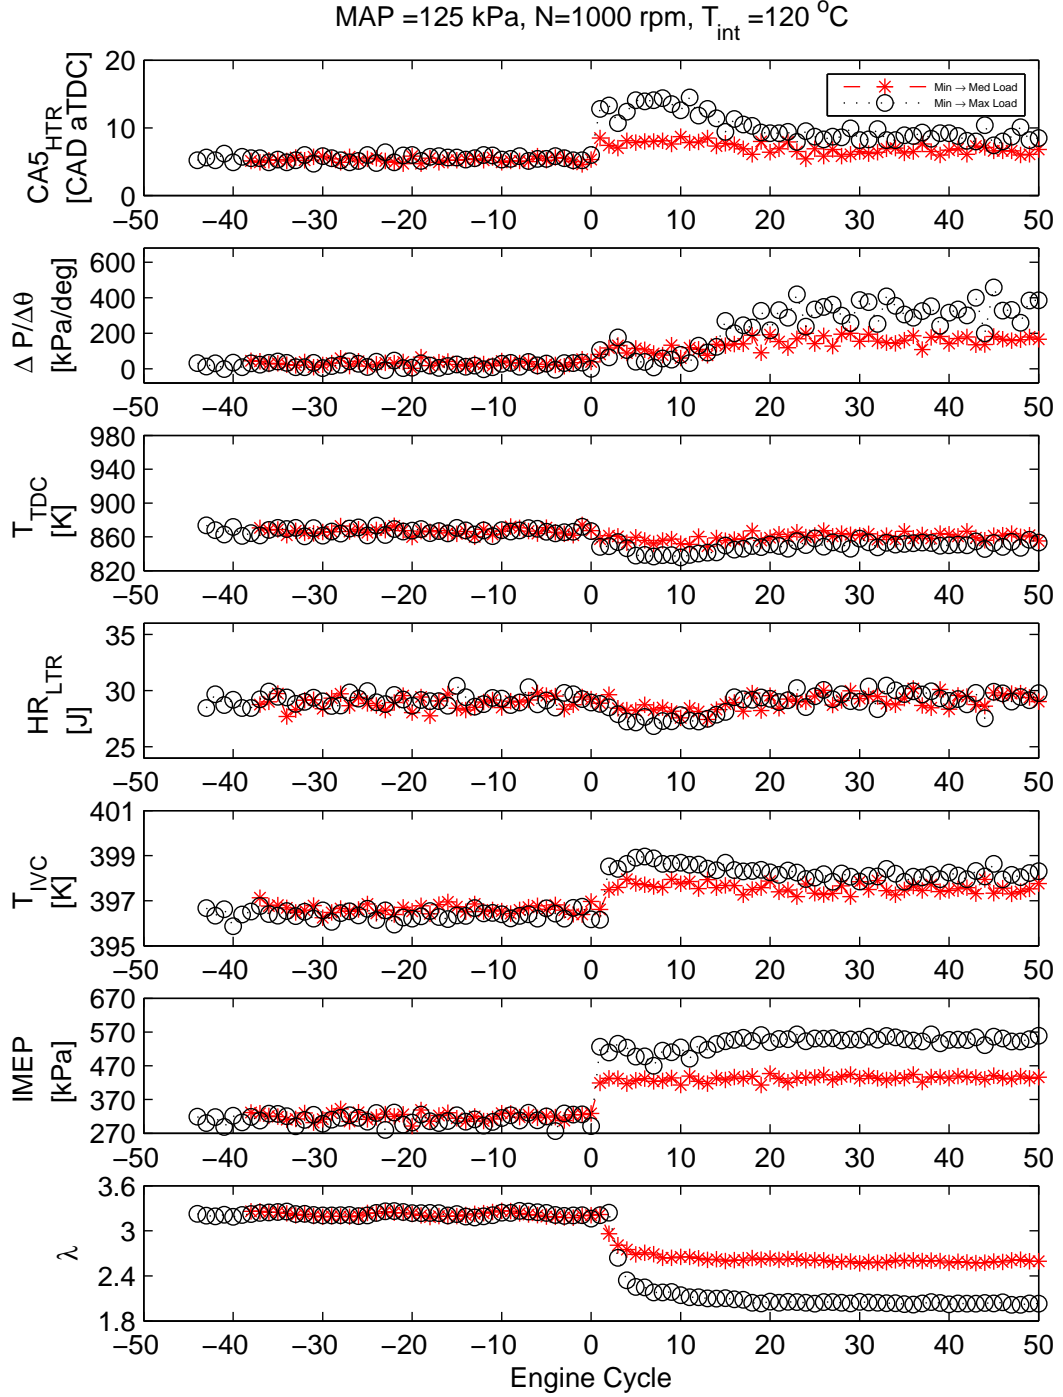 MAP =125 kPa, N=1000 rpm, T_int =120 °C
CA5_HTR
[CAD aTDC]
20
10
0
Min → Med Load
Min → Max Load
−50 −40 −30 −20 −10 0 10 20 30 40 50
Δ P/Δθ
[kPa/deg]
600
400
200
0
−50 −40 −30 −20 −10 0 10 20 30 40 50
T_TDC
[K]
980
940
900
860
820
−50 −40 −30 −20 −10 0 10 20 30 40 50
HR_LTR
[J]
35
30
25
−50 −40 −30 −20 −10 0 10 20 30 40 50
T_IVC
[K]
401
399
397
395
−50 −40 −30 −20 −10 0 10 20 30 40 50
IMEP
[kPa]
670
570
470
370
270
−50 −40 −30 −20 −10 0 10 20 30 40 50
λ
3.6
3
2.4
1.8
−50 −40 −30 −20 −10 0 10 20 30 40 50
Engine Cycle